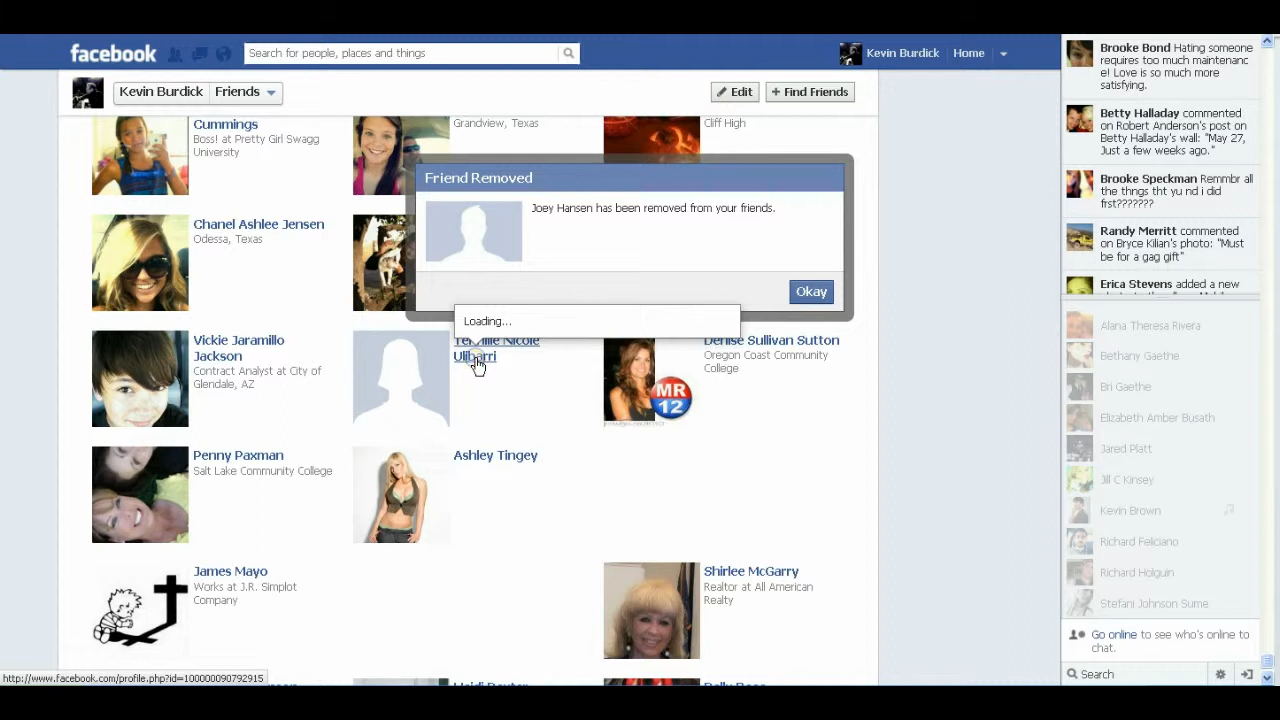 facebook
Search for people, places and things
Kevin Burdick
Home
Kevin Burdick
Friends
Edit
+ Find Friends
Cummings
Boss! at Pretty Girl Swagg
University
Grandview, Texas
Cliff High
Friend Removed
Joey Hansen has been removed from your friends.
Okay
Loading...
Chanel Ashlee Jensen
Odessa, Texas
Vickie Jaramillo
Jackson
Contract Analyst at City of
Glendale, AZ
Nicole
Ulibarri
Denise Sullivan Sutton
Oregon Coast Community
College
MR
12
Penny Paxman
Salt Lake Community College
Ashley Tingey
James Mayo
Works at J.R. Simplot
Company
Shirlee McGarry
Realtor at All American
Realty
http://www.facebook.com/profile.php?id=100000090792915
Brooke Bond Hating someone
requires too much maintenanc
e! Love is so much more
satisfying.
Betty Halladay commented
on Robert Anderson's post on
Betty Halladay's wall: "May 27,
Just a few weeks ago."
Brooke Speckman Remmbr all
the things tht yu nd i did
frst???????
Randy Merritt commented
on Bryce Kilian's photo: "Must
be for a gag gift"
Erica Stevens added a new
Alana Theresa Rivera
Bethany Gaethe
Bri Gaethe
Elizabeth Amber Busath
Jared Platt
Jill C Kinsey
Kevin Brown
Richard Feliciano
Richard Holguin
Stefani Johnson Sume
Go online to see who's online to
chat.
Search